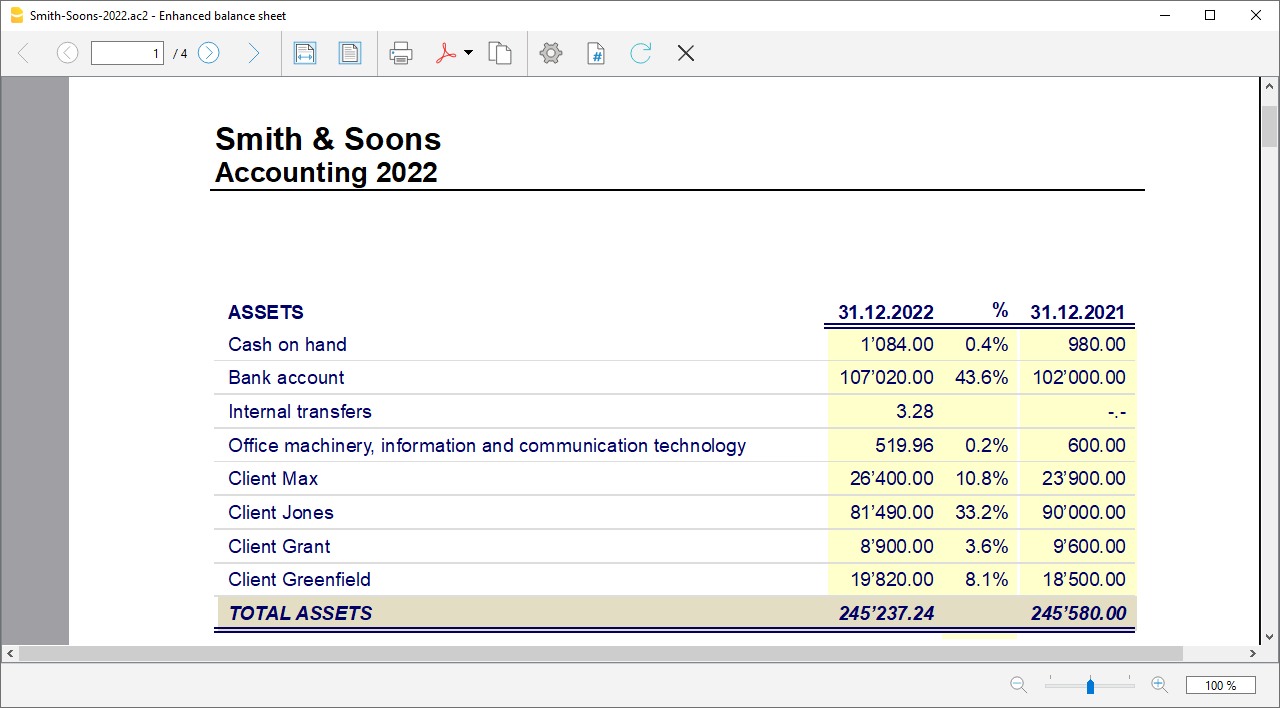 Smith-Soons-2022.ac2 - Enhanced balance sheet
1 / 4
#
Smith & Soons
Accounting 2022
ASSETS 31.12.2022 % 31.12.2021
Cash on hand 1’084.00 0.4% 980.00
Bank account 107’020.00 43.6% 102’000.00
Internal transfers 3.28 -.-
Office machinery, information and communication technology 519.96 0.2% 600.00
Client Max 26’400.00 10.8% 23’900.00
Client Jones 81’490.00 33.2% 90’000.00
Client Grant 8’900.00 3.6% 9’600.00
Client Greenfield 19’820.00 8.1% 18’500.00
TOTAL ASSETS 245’237.24 245’580.00
100 %